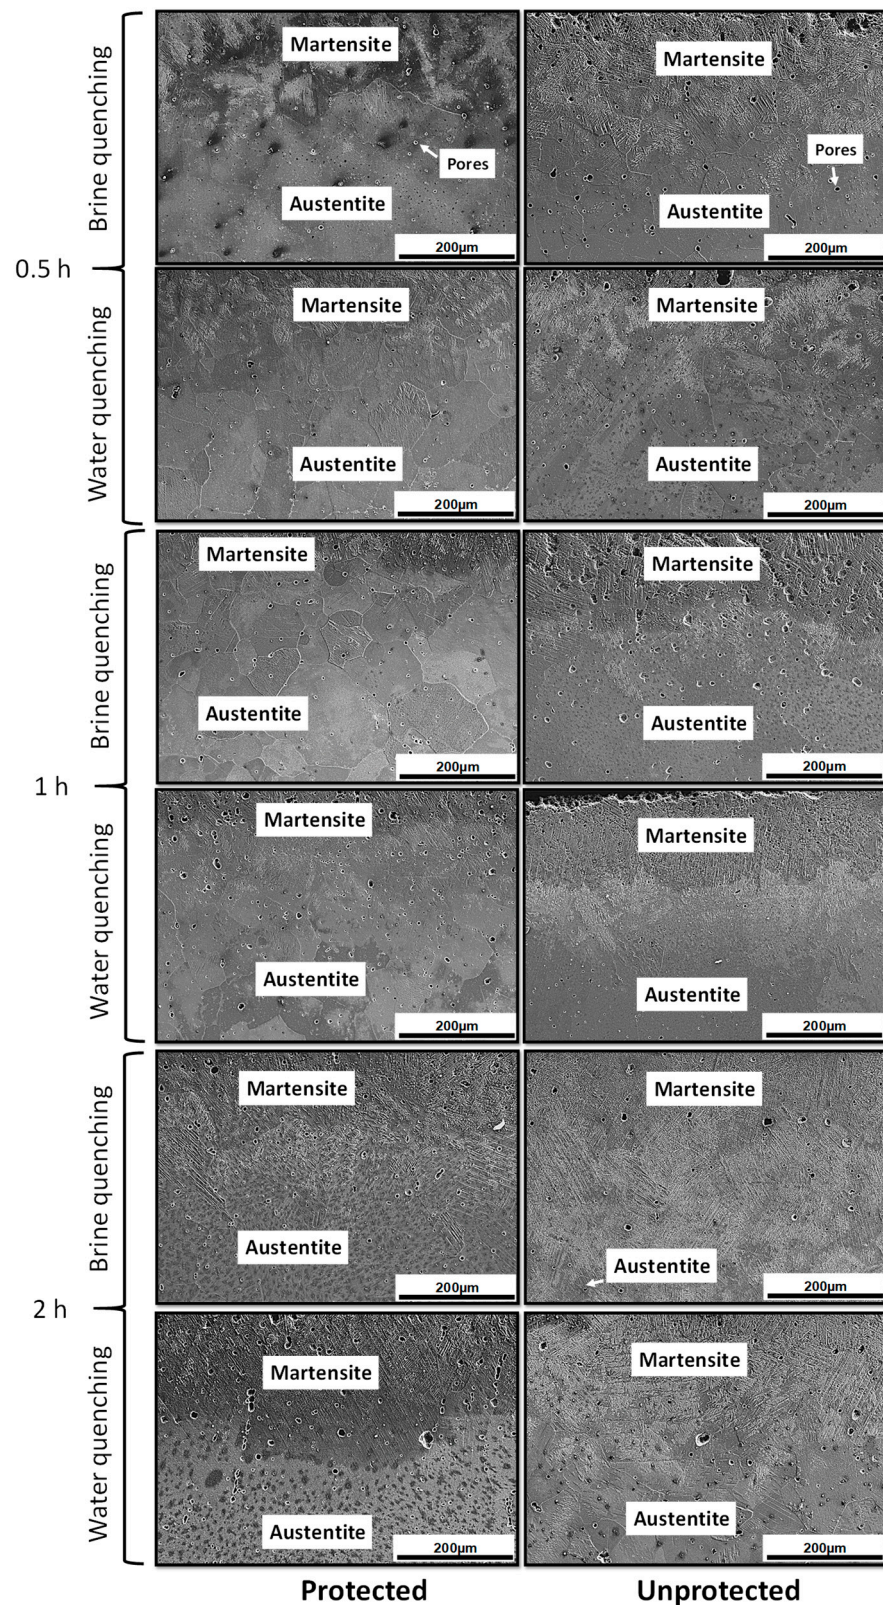 Brine quenching
Martensite
Pores
Austentite
200µm
Martensite
Pores
Austentite
200µm
0.5 h
Water quenching
Martensite
Austentite
200µm
Martensite
Austentite
200µm
Brine quenching
Martensite
Austentite
200µm
Martensite
Austentite
200µm
1 h
Water quenching
Martensite
Austentite
200µm
Martensite
Austentite
200µm
Brine quenching
Martensite
Austentite
200µm
Martensite
Austentite
200µm
2 h
Water quenching
Martensite
Austentite
200µm
Martensite
Austentite
200µm
Protected
Unprotected